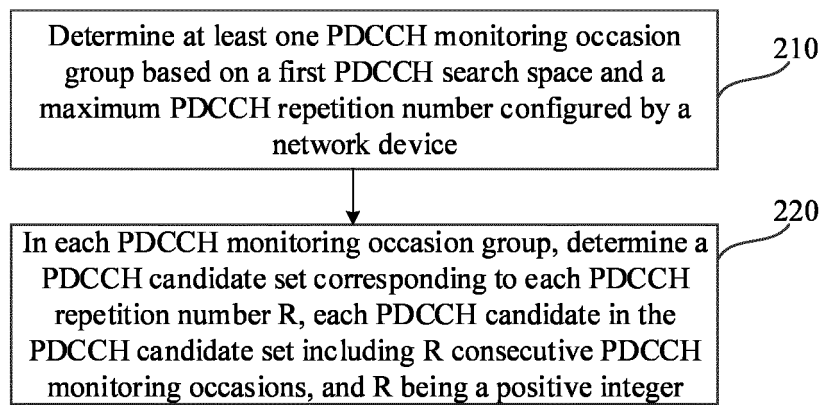 Determine at least one PDCCH monitoring occasion
group based on a first PDCCH search space and a
maximum PDCCH repetition number configured by a
network device
210
In each PDCCH monitoring occasion group, determine a
PDCCH candidate set corresponding to each PDCCH
repetition number R, each PDCCH candidate in the
PDCCH candidate set including R consecutive PDCCH
monitoring occasions, and R being a positive integer
220